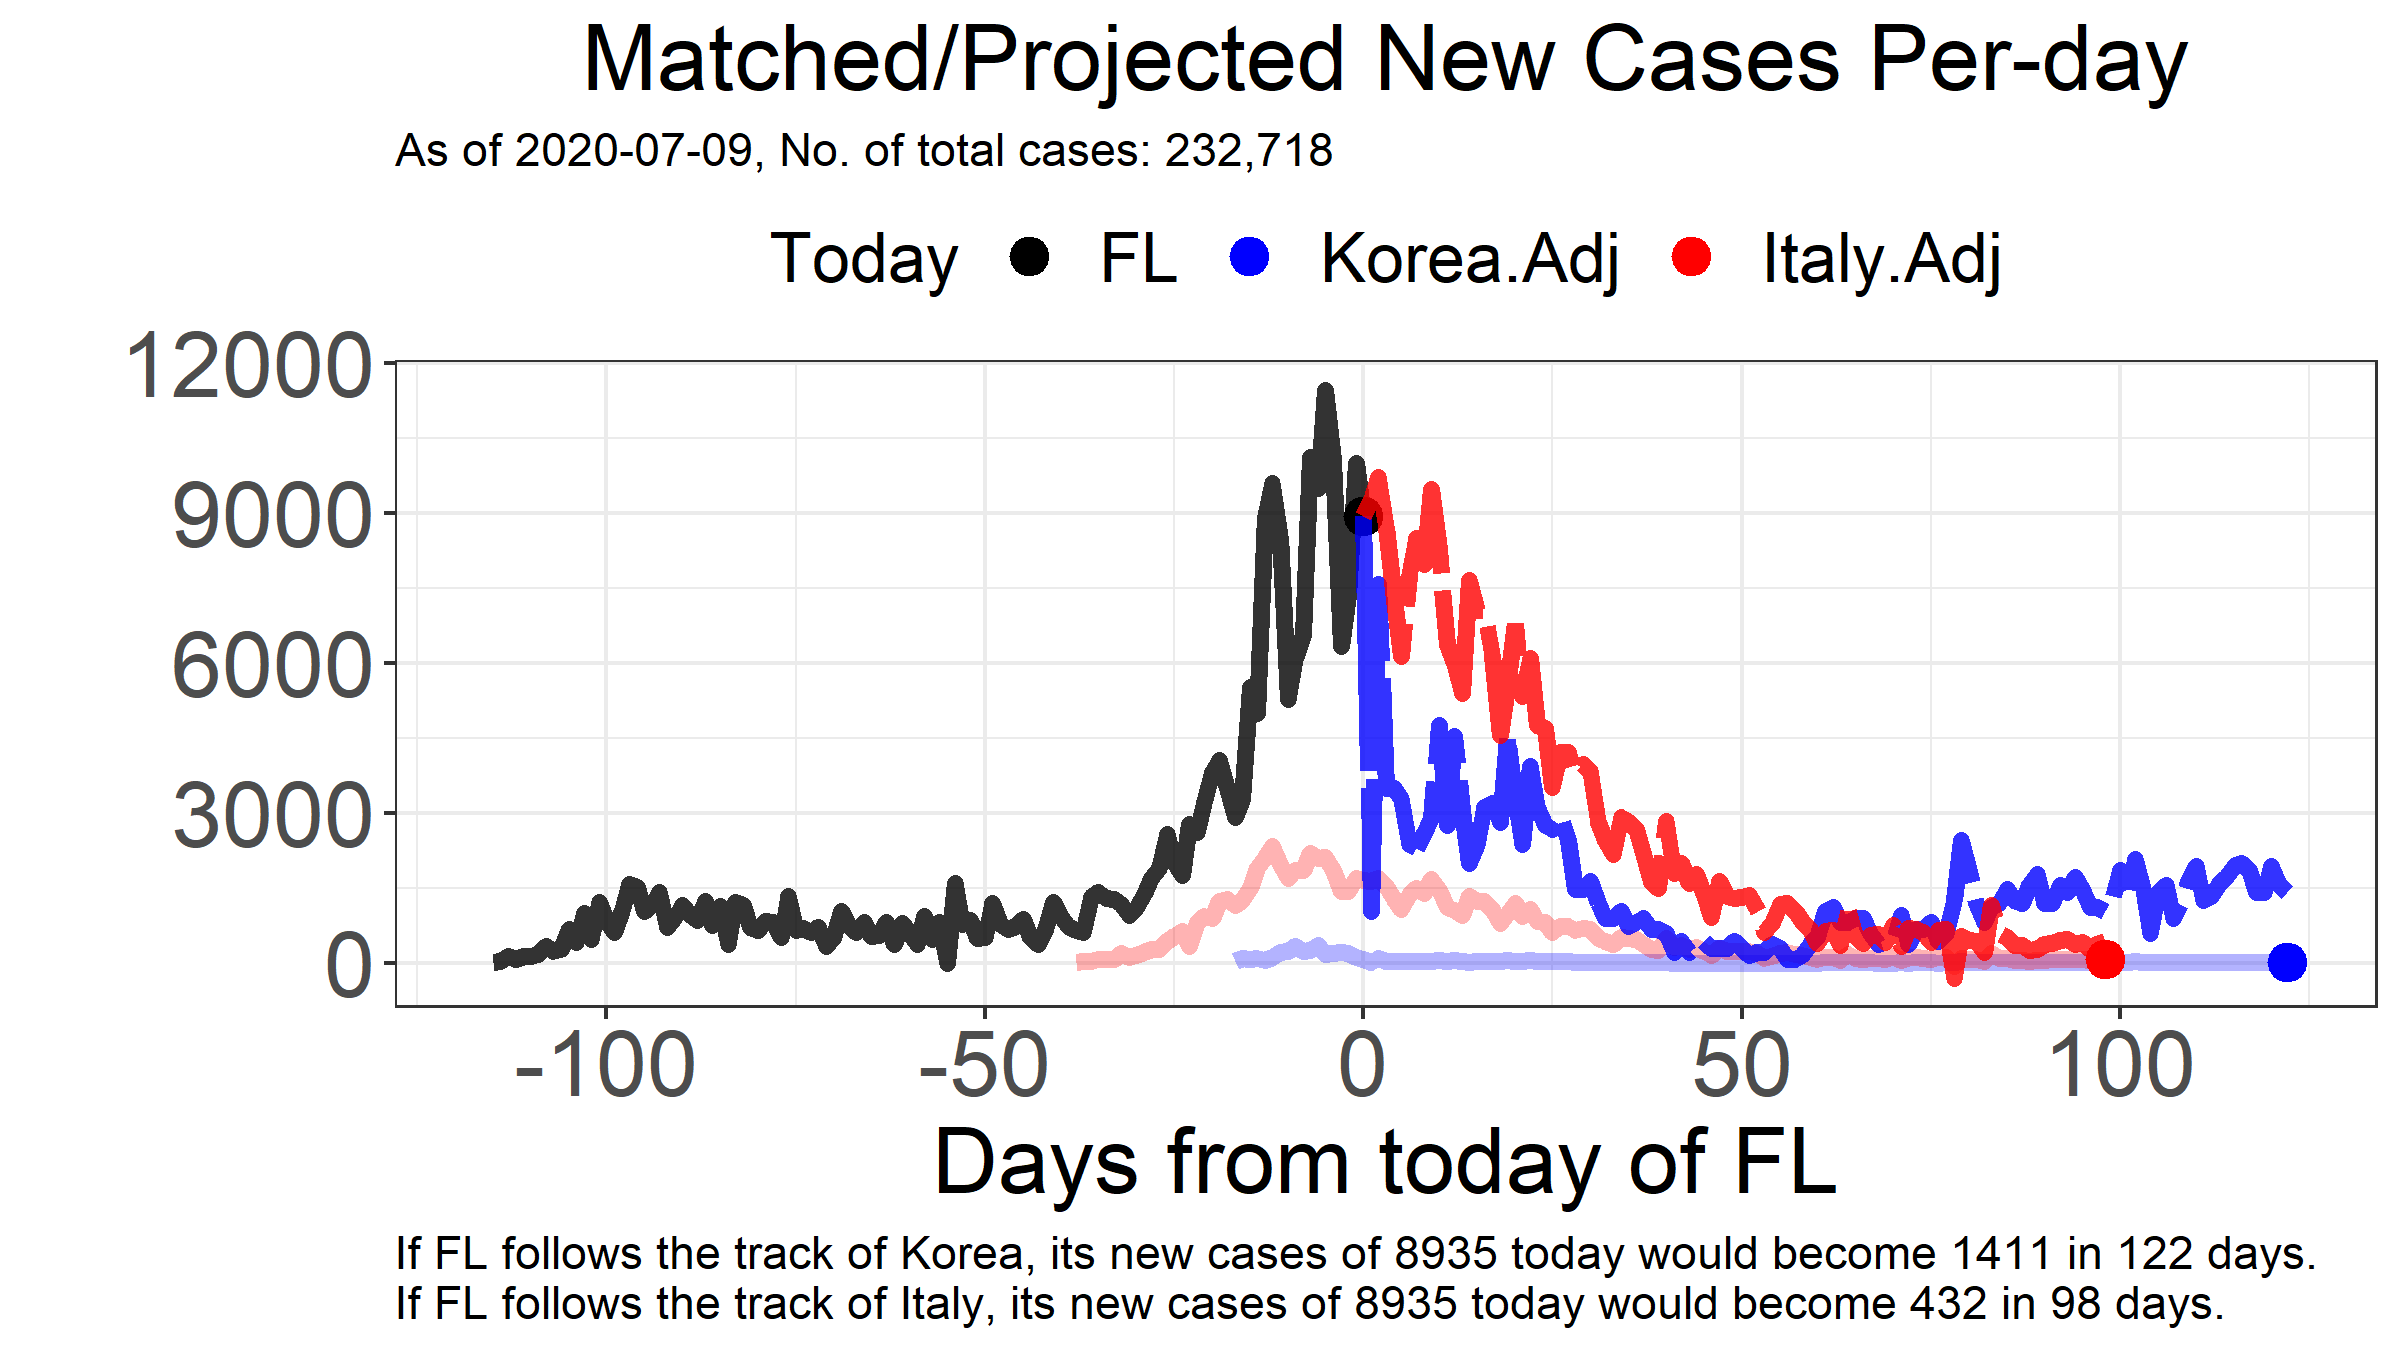 Matched/Projected New Cases Per-day
As of 2020-07-09, No. of total cases: 232,718
Today FL Korea.Adj Italy.Adj
12000
9000
6000
3000
0
-100 -50 0 50 100
Days from today of FL
If FL follows the track of Korea, its new cases of 8935 today would become 1411 in 122 days.
If FL follows the track of Italy, its new cases of 8935 today would become 432 in 98 days.